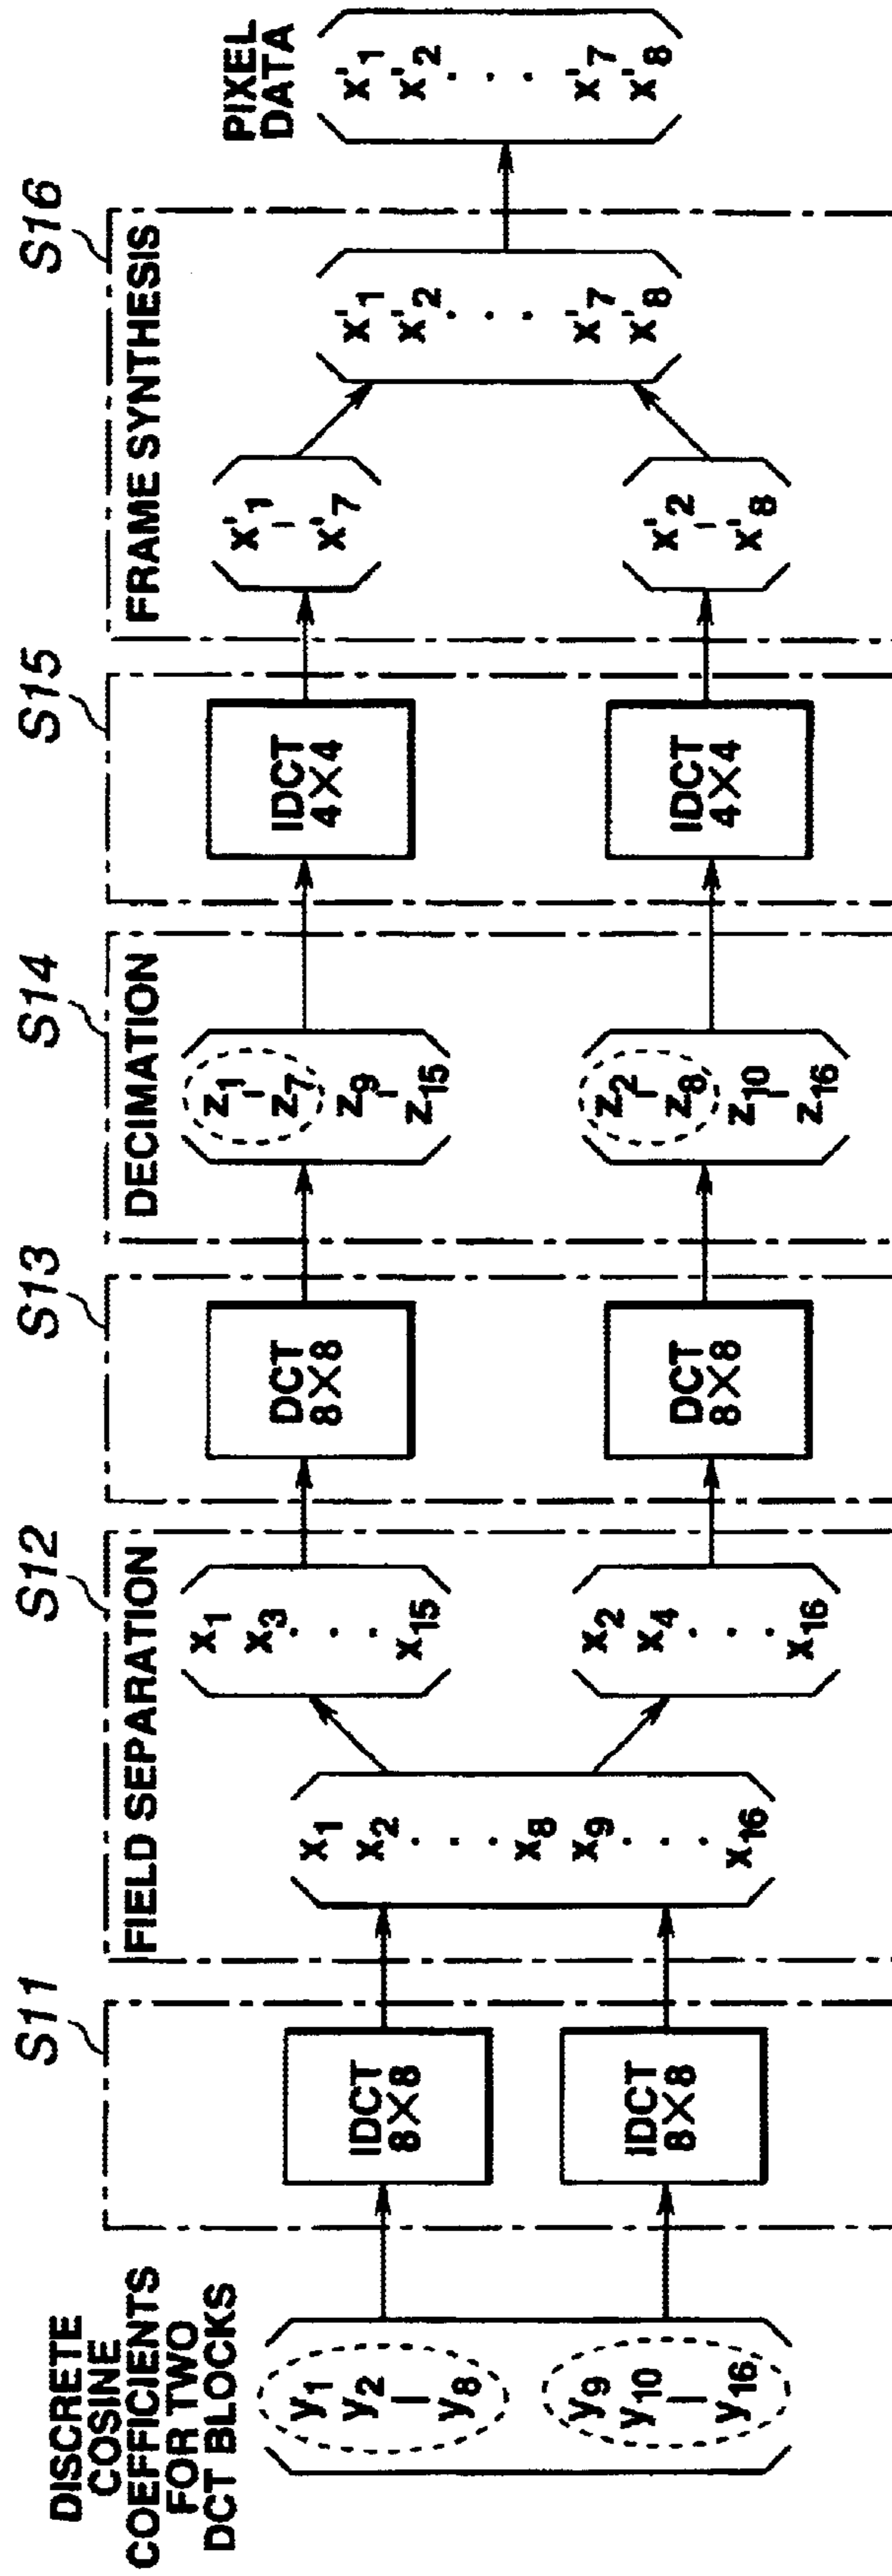 DISCRETE
COSINE
COEFFICIENTS
FOR TWO
DCT BLOCKS
y1
y2
y8
y9
y10
y16
S11
IDCT
8×8
IDCT
8×8
S12
FIELD SEPARATION
x1
x2
· · ·
x8
x9
· · ·
x16
x1
x3
· · ·
x15
x2
x4
· · ·
x16
S13
DCT
8×8
DCT
8×8
S14
DECIMATION
z1
z7
z9
z15
z2
z8
z10
z16
S15
IDCT
4×4
IDCT
4×4
S16
FRAME SYNTHESIS
x'1
x'7
x'2
x'8
x'1
x'2
· · ·
x'7
x'8
PIXEL
DATA
x'1
x'2
· · ·
x'7
x'8